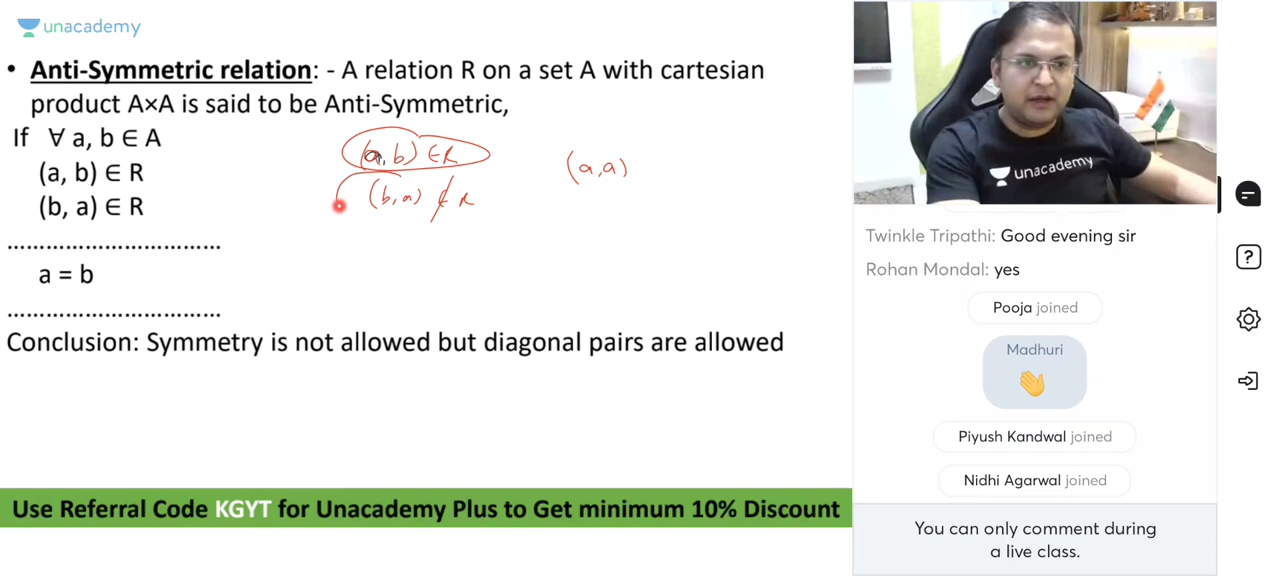 unacademy
• Anti-Symmetric relation: - A relation R on a set A with cartesian
product A×A is said to be Anti-Symmetric,
If ∀ a, b ∈ A
(a, b) ∈ R
(b, a) ∈ R
.................................
a = b
.................................
Conclusion: Symmetry is not allowed but diagonal pairs are allowed
(a, b) ∈ R
(b, a) ∉ R
(a, a)
Use Referral Code KGYT for Unacademy Plus to Get minimum 10% Discount
unacademy
Twinkle Tripathi: Good evening sir
Rohan Mondal: yes
Pooja joined
Madhuri
Piyush Kandwal joined
Nidhi Agarwal joined
You can only comment during
a live class.
?